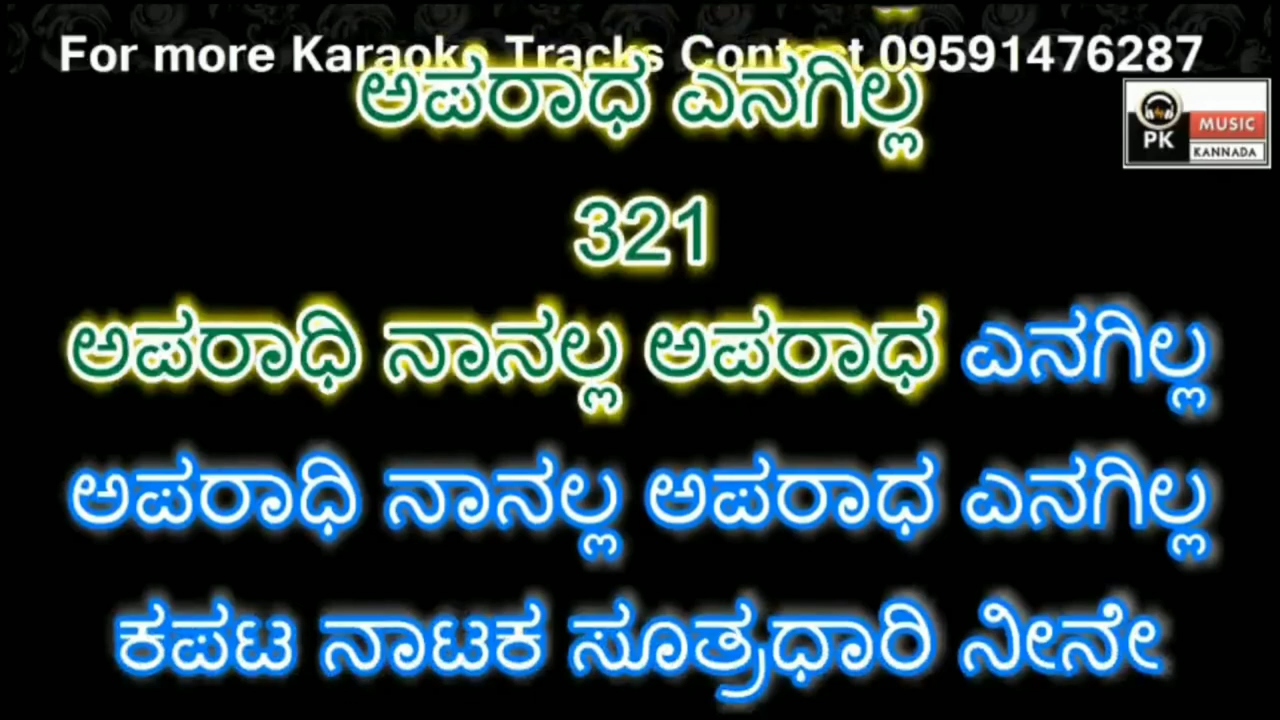 For more Karaoke Tracks Contact 09591476287
ಅಪರಾಧ ಎನಗಿಲ್ಲ
PK MUSIC
KANNADA
321
ಅಪರಾಧಿ ನಾನಲ್ಲ ಅಪರಾಧ ಎನಗಿಲ್ಲ
ಅಪರಾಧಿ ನಾನಲ್ಲ ಅಪರಾಧ ಎನಗಿಲ್ಲ
ಕಪಟ ನಾಟಕ ಸೂತ್ರಧಾರಿ ನೀನೇ